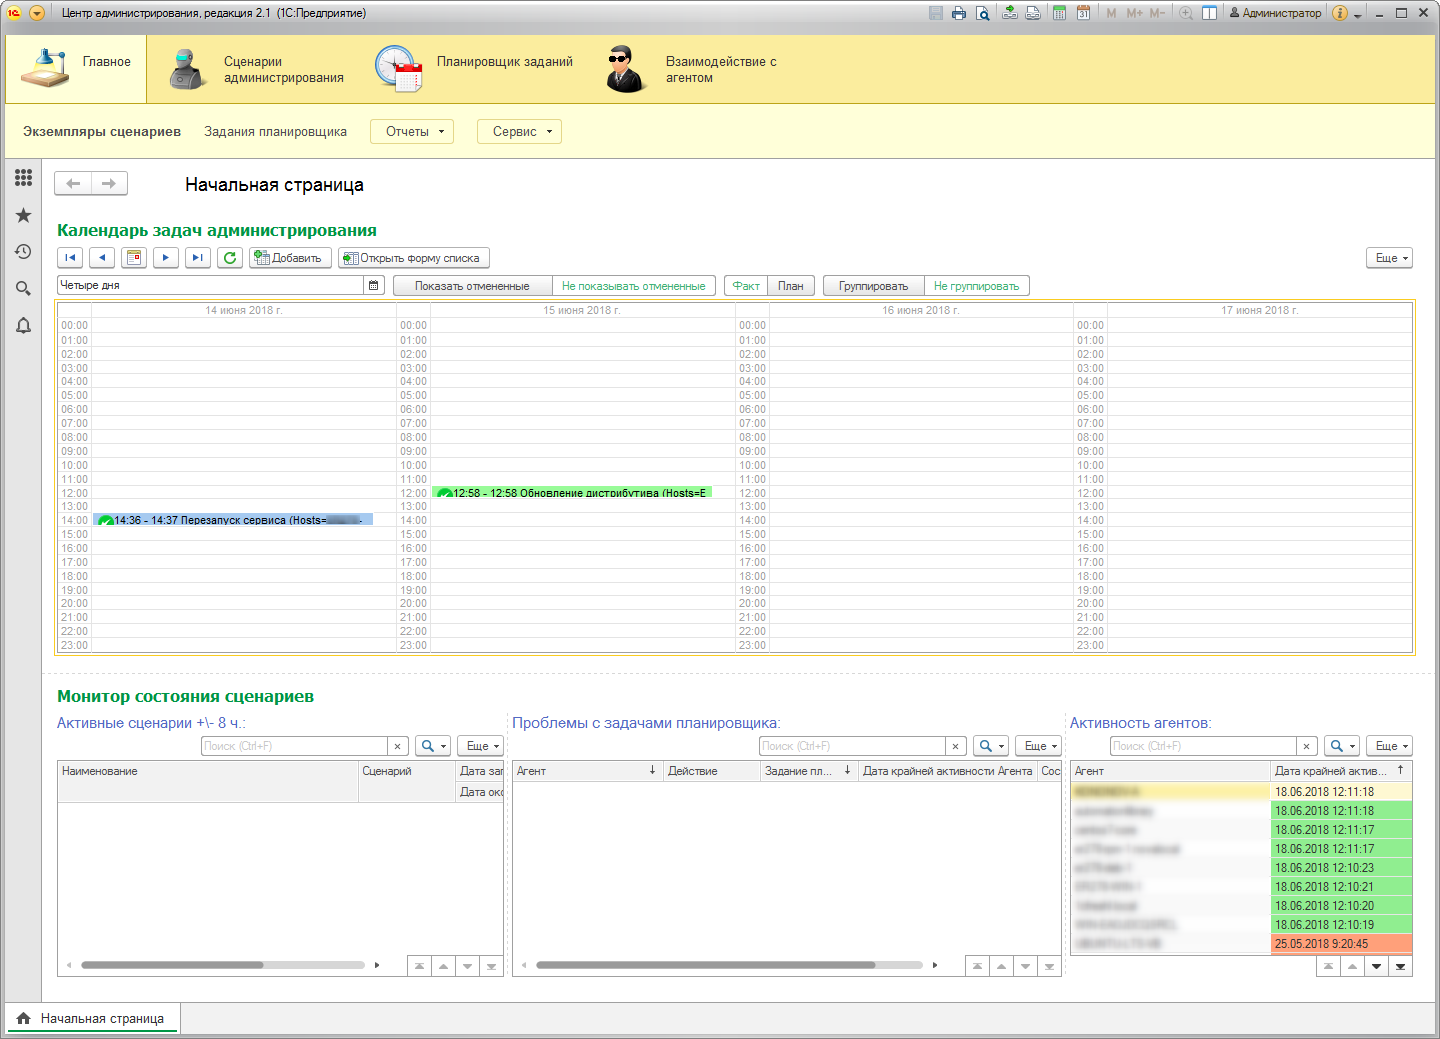 Центр администрирования, редакция 2.1 (1С:Предприятие)
M M+ M- Администратор
Главное
Сценарии
администрирования
Планировщик заданий
Взаимодействие с
агентом
Экземпляры сценариев Задания планировщика Отчеты Сервис
Начальная страница
Календарь задач администрирования
Добавить Открыть форму списка Еще
Четыре дня Показать отмененные Не показывать отмененные Факт План Группировать Не группировать
14 июня 2018 г. 15 июня 2018 г. 16 июня 2018 г. 17 июня 2018 г.
00:00 00:00 00:00 00:00
01:00 01:00 01:00 01:00
02:00 02:00 02:00 02:00
03:00 03:00 03:00 03:00
04:00 04:00 04:00 04:00
05:00 05:00 05:00 05:00
06:00 06:00 06:00 06:00
07:00 07:00 07:00 07:00
08:00 08:00 08:00 08:00
09:00 09:00 09:00 09:00
10:00 10:00 10:00 10:00
11:00 11:00 11:00 11:00
12:00 12:00 12:58 - 12:58 Обновление дистрибутива (Hosts=E 12:00 12:00
13:00 13:00 13:00 13:00
14:00 14:36 - 14:37 Перезапуск сервиса (Hosts= 14:00 14:00 14:00
15:00 15:00 15:00 15:00
16:00 16:00 16:00 16:00
17:00 17:00 17:00 17:00
18:00 18:00 18:00 18:00
19:00 19:00 19:00 19:00
20:00 20:00 20:00 20:00
21:00 21:00 21:00 21:00
22:00 22:00 22:00 22:00
23:00 23:00 23:00 23:00
Монитор состояния сценариев
Активные сценарии +\- 8 ч.: Проблемы с задачами планировщика: Активность агентов:
Поиск (Ctrl+F) × Еще Поиск (Ctrl+F) × Еще Поиск (Ctrl+F) × Еще
Наименование Сценарий Дата заг Агент Действие Задание пл... Дата крайней активности Агента Сос Агент Дата крайней актив...
Дата око
18.06.2018 12:11:18
18.06.2018 12:11:18
18.06.2018 12:11:17
18.06.2018 12:11:17
18.06.2018 12:10:23
18.06.2018 12:10:21
18.06.2018 12:10:20
18.06.2018 12:10:19
25.05.2018 9:20:45
Начальная страница